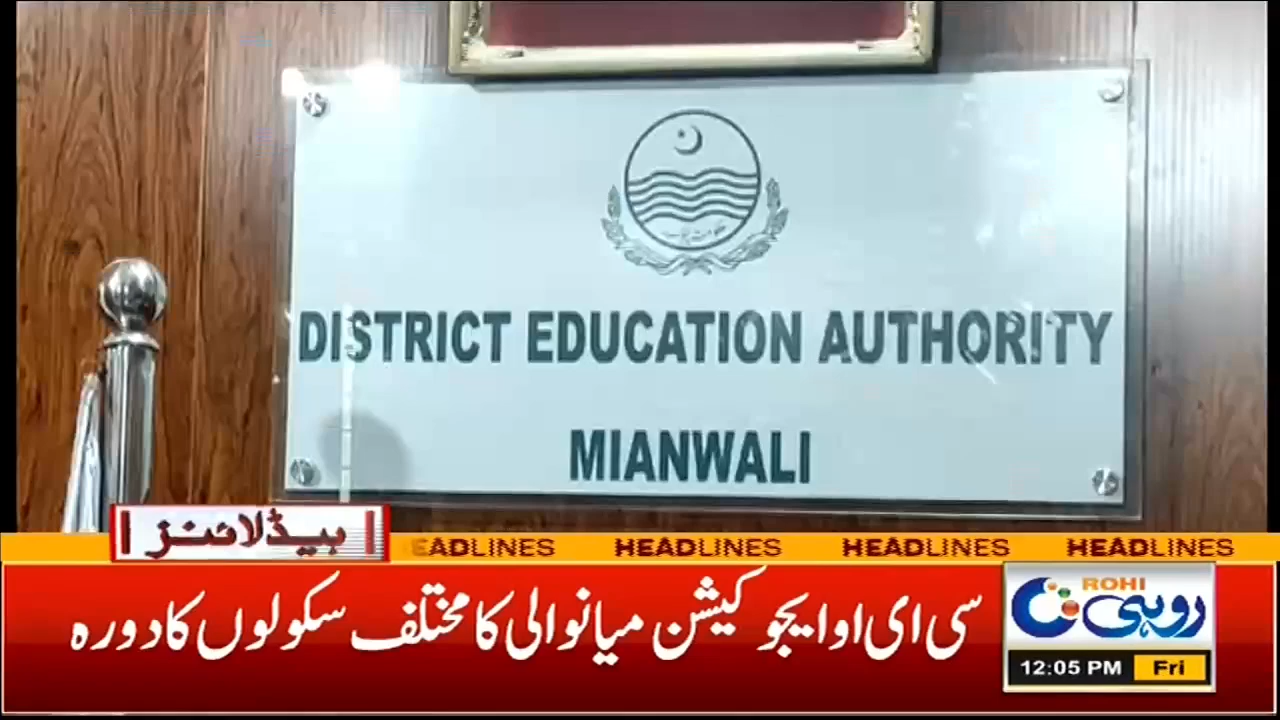 DISTRICT EDUCATION AUTHORITY
MIANWALI
ہیڈلائنز
EADLINES HEADLINES HEADLINES HEADLINES
سی ای او ایجوکیشن میانوالی کا مختلف سکولوں کا دورہ
ROHI
روہی
12:05 PM Fri